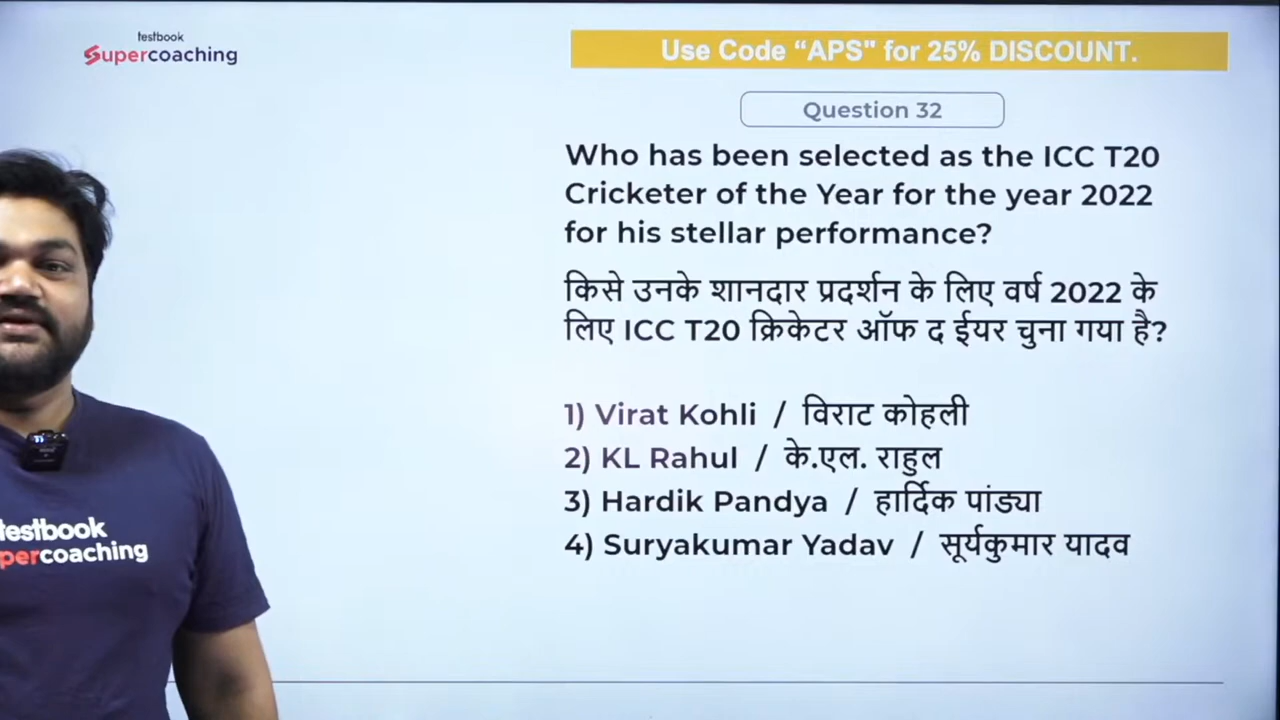 testbook
Supercoaching
Use Code “APS" for 25% DISCOUNT.
Question 32
Who has been selected as the ICC T20
Cricketer of the Year for the year 2022
for his stellar performance?
किसे उनके शानदार प्रदर्शन के लिए वर्ष 2022 के
लिए ICC T20 क्रिकेटर ऑफ द ईयर चुना गया है?
1) Virat Kohli / विराट कोहली
2) KL Rahul / के.एल. राहुल
3) Hardik Pandya / हार्दिक पांड्या
4) Suryakumar Yadav / सूर्यकुमार यादव
testbook
percoaching